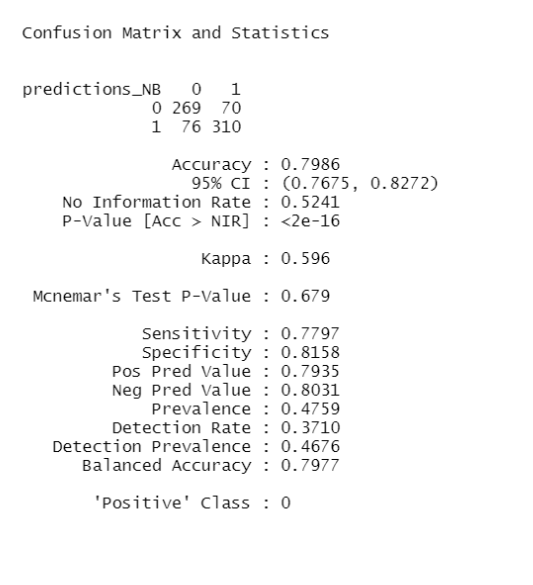 Confusion Matrix and Statistics
predictions_NB 0 1
0 269 70
1 76 310
Accuracy : 0.7986
95% CI : (0.7675, 0.8272)
No Information Rate : 0.5241
P-Value [Acc > NIR] : <2e-16
Kappa : 0.596
Mcnemar's Test P-Value : 0.679
Sensitivity : 0.7797
Specificity : 0.8158
Pos Pred Value : 0.7935
Neg Pred Value : 0.8031
Prevalence : 0.4759
Detection Rate : 0.3710
Detection Prevalence : 0.4676
Balanced Accuracy : 0.7977
'Positive' Class : 0